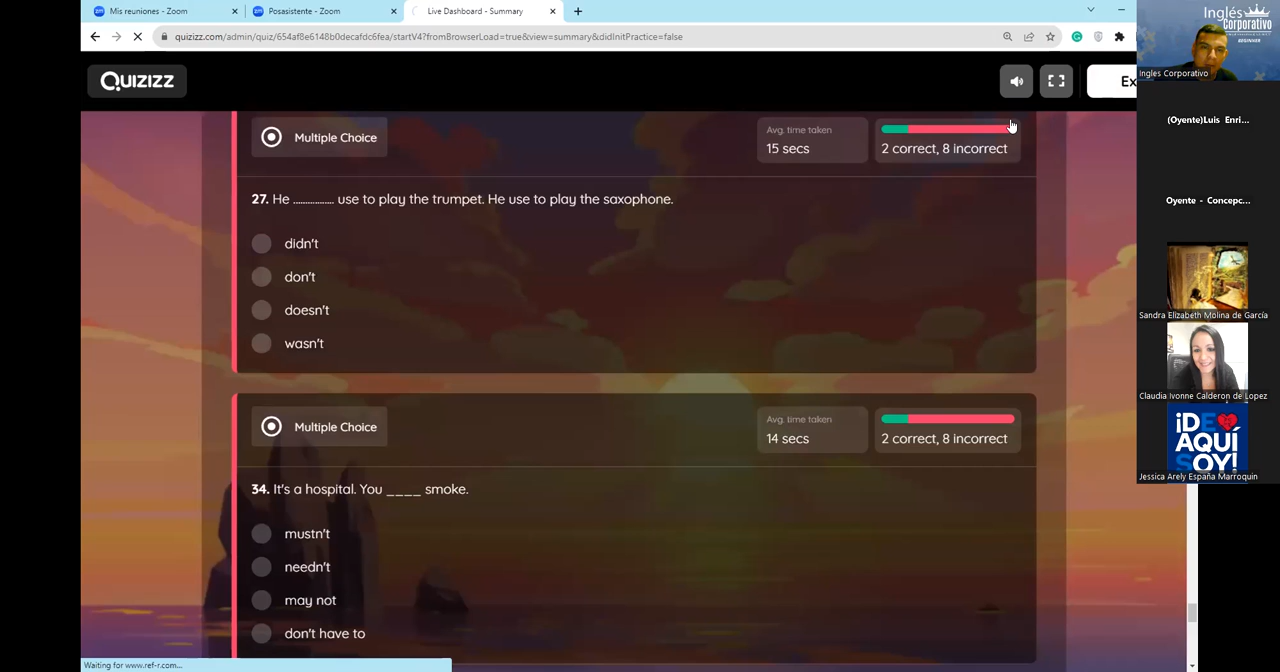 Mis reuniones - Zoom
Posasistente - Zoom
Live Dashboard - Summary
quizizz.com/admin/quiz/654af8e6148b0decafdc6fea/startV4?fromBrowserLoad=true&view=summary&didInitPractice=false
Quizizz
Ex
Multiple Choice
Avg. time taken
15 secs
2 correct, 8 incorrect
27. He ................ use to play the trumpet. He use to play the saxophone.
didn't
don't
doesn't
wasn't
Multiple Choice
Avg. time taken
14 secs
2 correct, 8 incorrect
34. It's a hospital. You ____ smoke.
mustn't
needn't
may not
don't have to
Waiting for www.ref-r.com...
Inglés
Corporativo
BEGINNER
Ingles Corporativo
(Oyente)Luis Enri...
Oyente - Concepc...
Sandra Elizabeth Molina de García
Claudia Ivonne Calderon de Lopez
¡DE
AQUÍ
SOY!
Jessica Arely España Marroquin